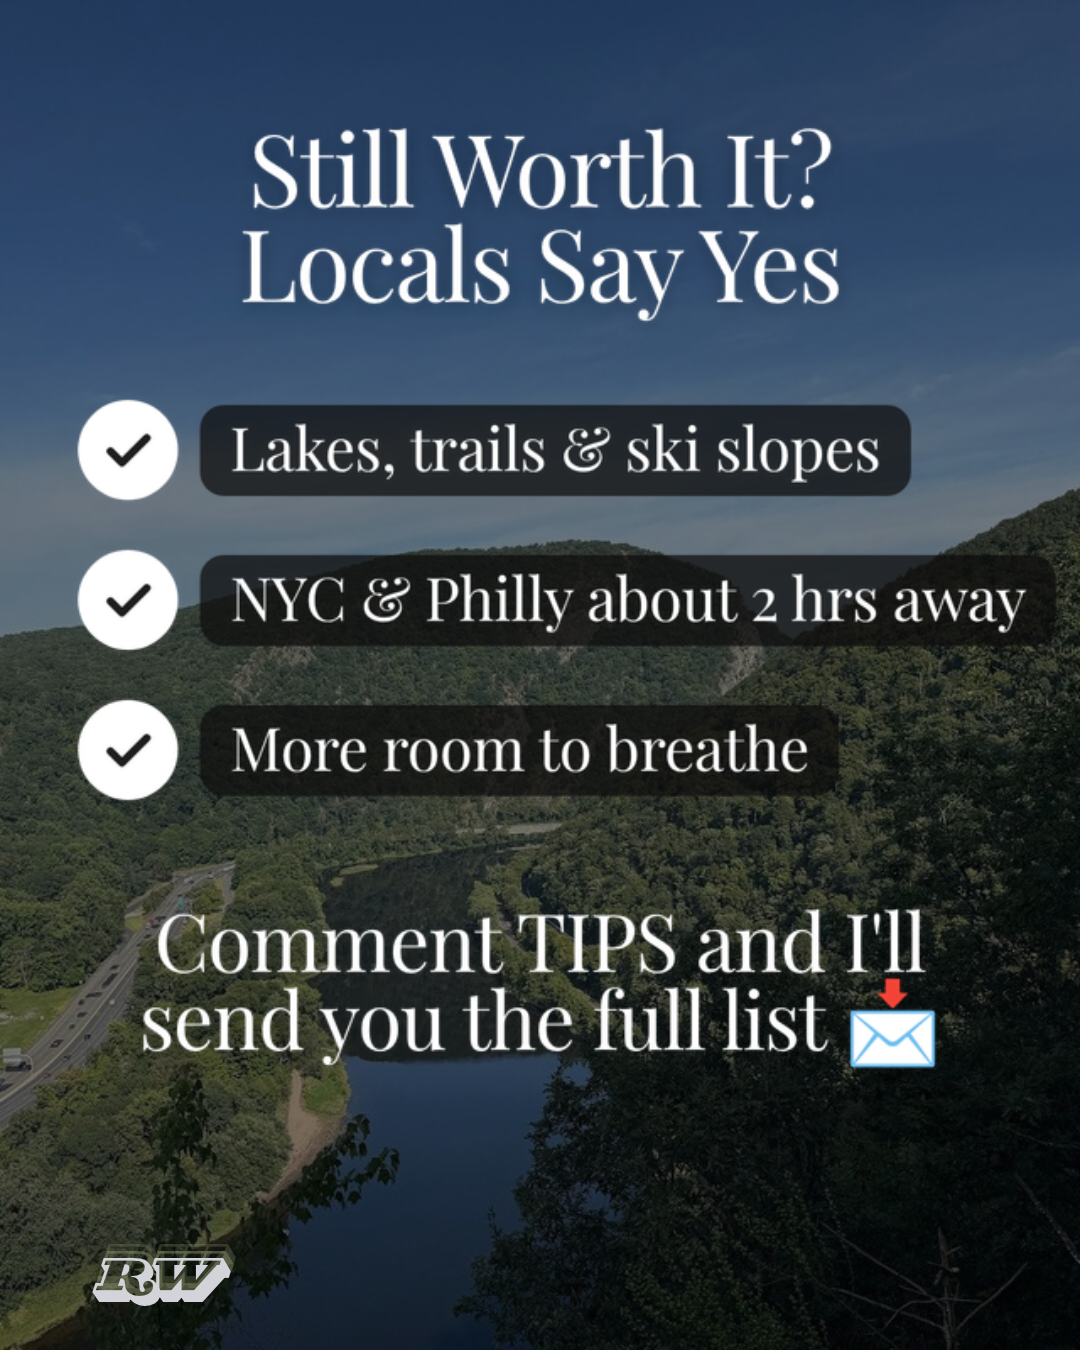 Still Worth It?
Locals Say Yes
Lakes, trails & ski slopes
NYC & Philly about 2 hrs away
More room to breathe
Comment TIPS and I'll
send you the full list
RW